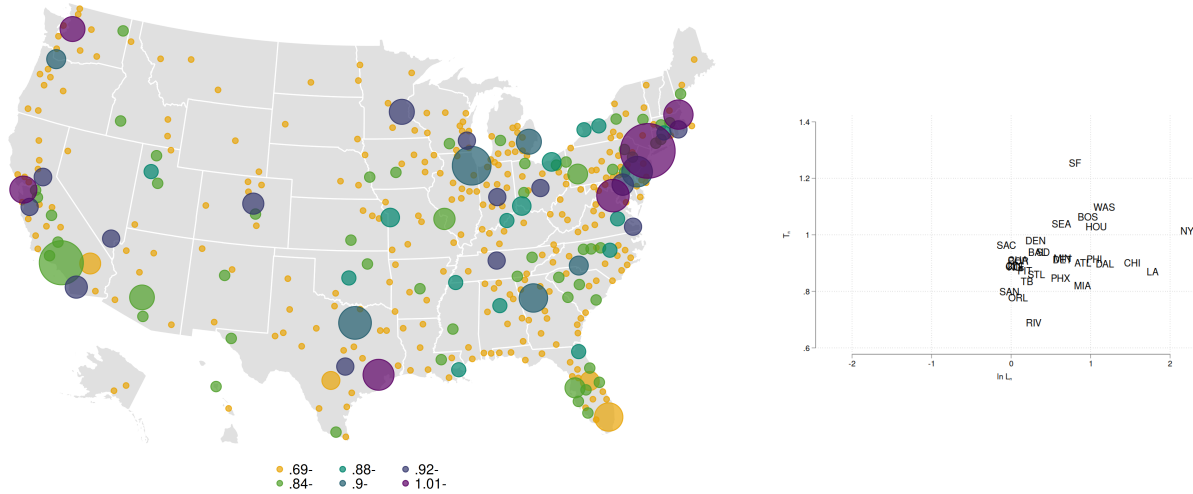 1.4
SF
1.2
WAS
BOS
SEA
HOU
NY
1
DEN
SAC
SD
PHI
ATL
DAL
CHI
LA
STL
PHX
TB
MIA
.8
SAN
ORL
RIV
.6
-2
-1
0
1
2
ln Lᵢ
.69-
.88-
.92-
.84-
.9-
1.01-